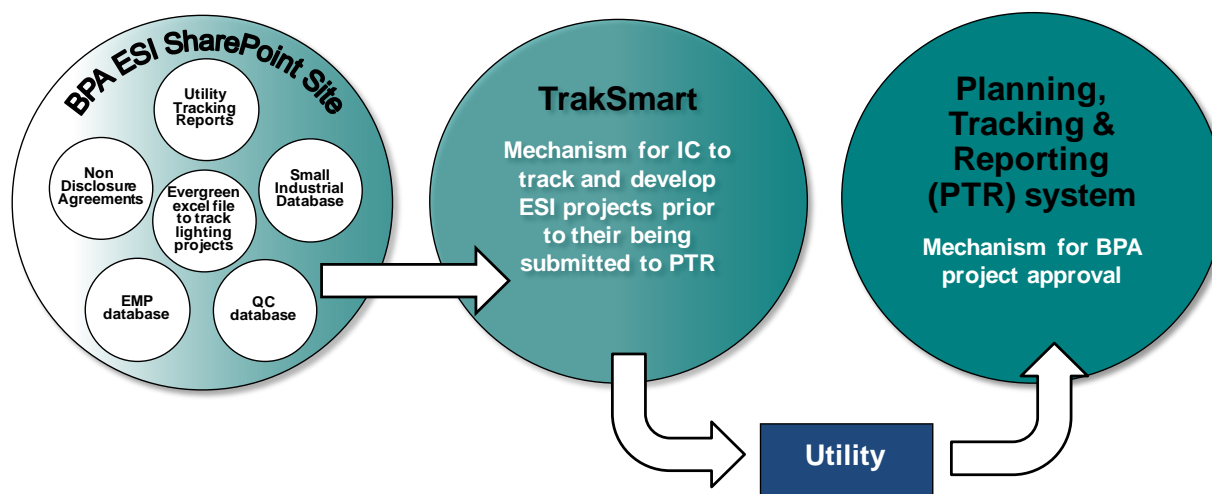 BPA ESI SharePoint Site
Utility
Tracking
Reports
Non
Disclosure
Agreements
Evergreen
excel file
to track
lighting
projects
Small
Industrial
Database
EMP
database
QC
database
TrakSmart
Mechanism for IC to
track and develop
ESI projects prior
to their being
submitted to PTR
Planning,
Tracking &
Reporting
(PTR) system
Mechanism for BPA
project approval
Utility